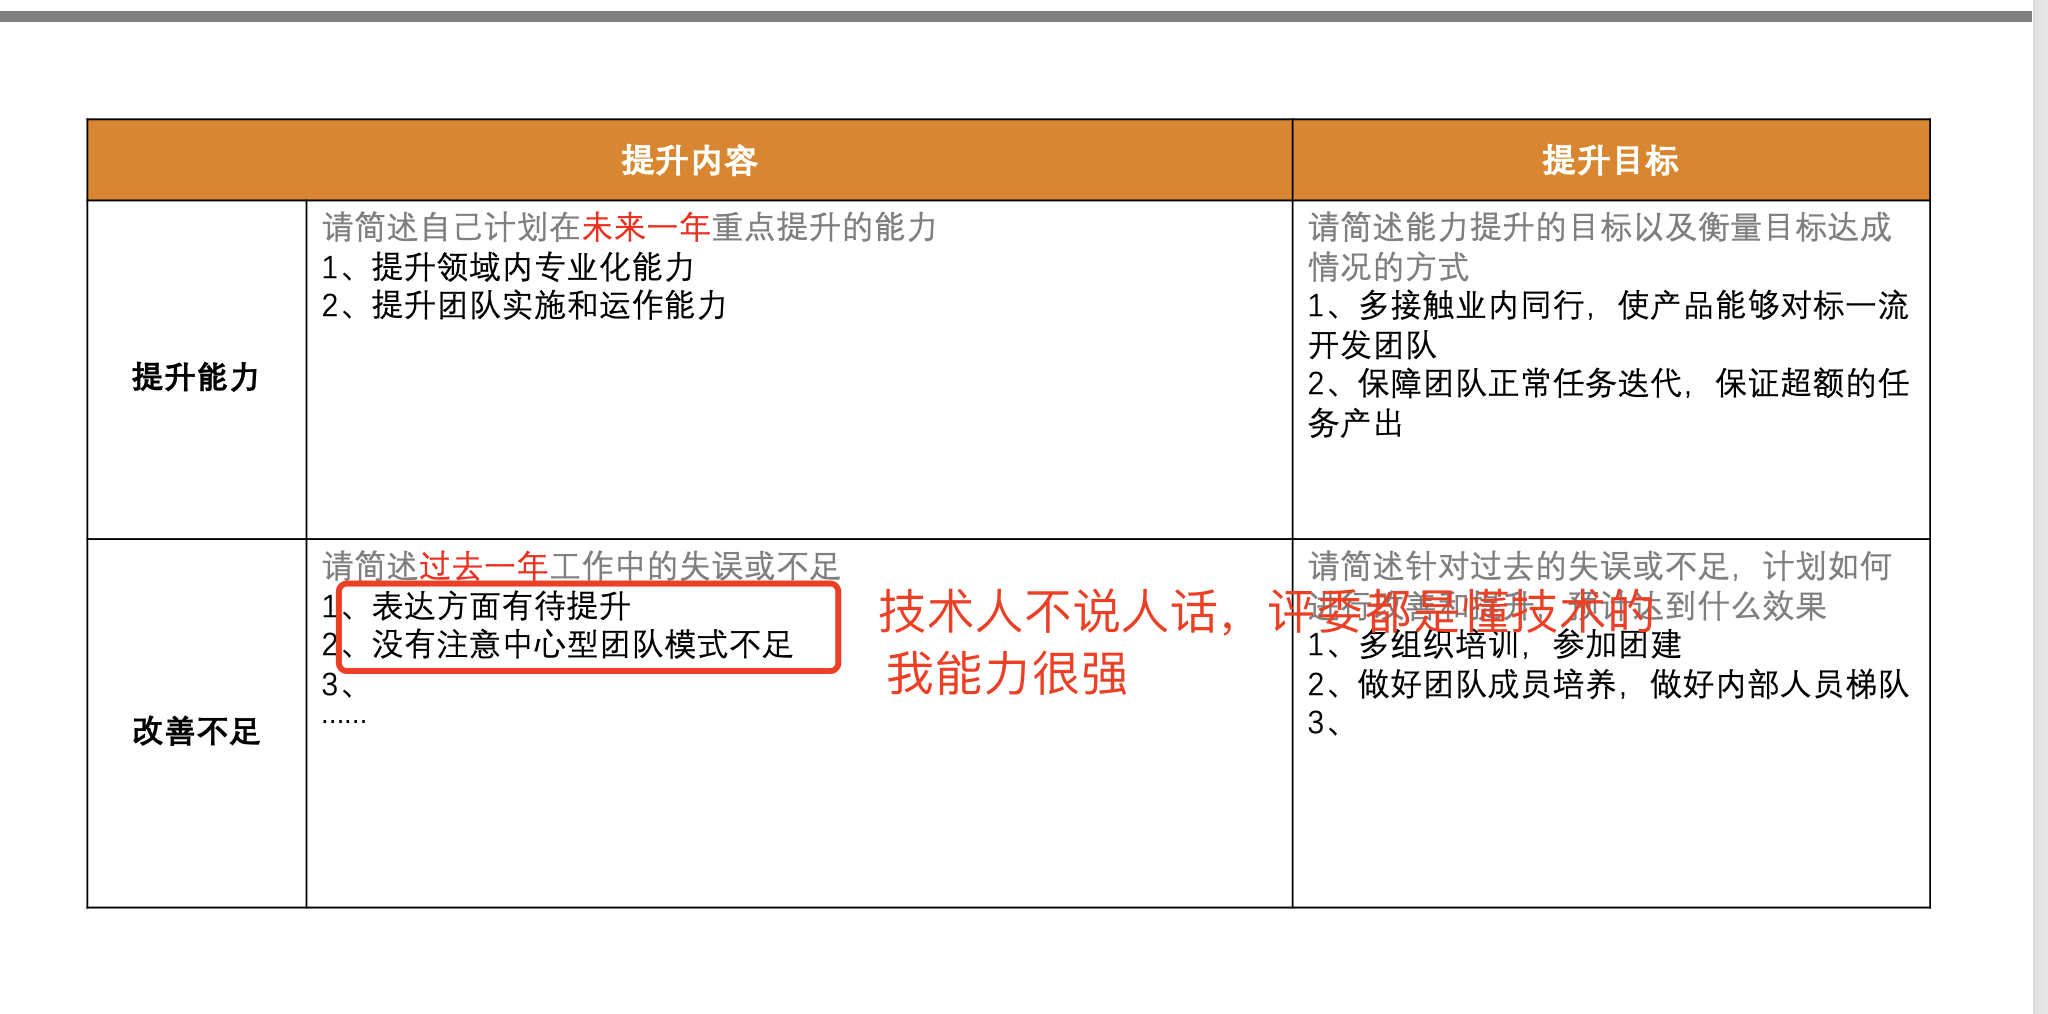 提升内容
提升目标
提升能力
请简述自己计划在未来一年重点提升的能力
1、提升领域内专业化能力
2、提升团队实施和运作能力
请简述能力提升的目标以及衡量目标达成
情况的方式
1、多接触业内同行，使产品能够对标一流
开发团队
2、保障团队正常任务迭代，保证超额的任
务产出
改善不足
请简述过去一年工作中的失误或不足
1、表达方面有待提升
2、没有注意中心型团队模式不足
3、
......
技术人不说人话，评委都是懂技术的
我能力很强
请简述针对过去的失误或不足，计划如何
进行改善和提升，预计达到什么效果
1、多组织培训，参加团建
2、做好团队成员培养，做好内部人员梯队
3、